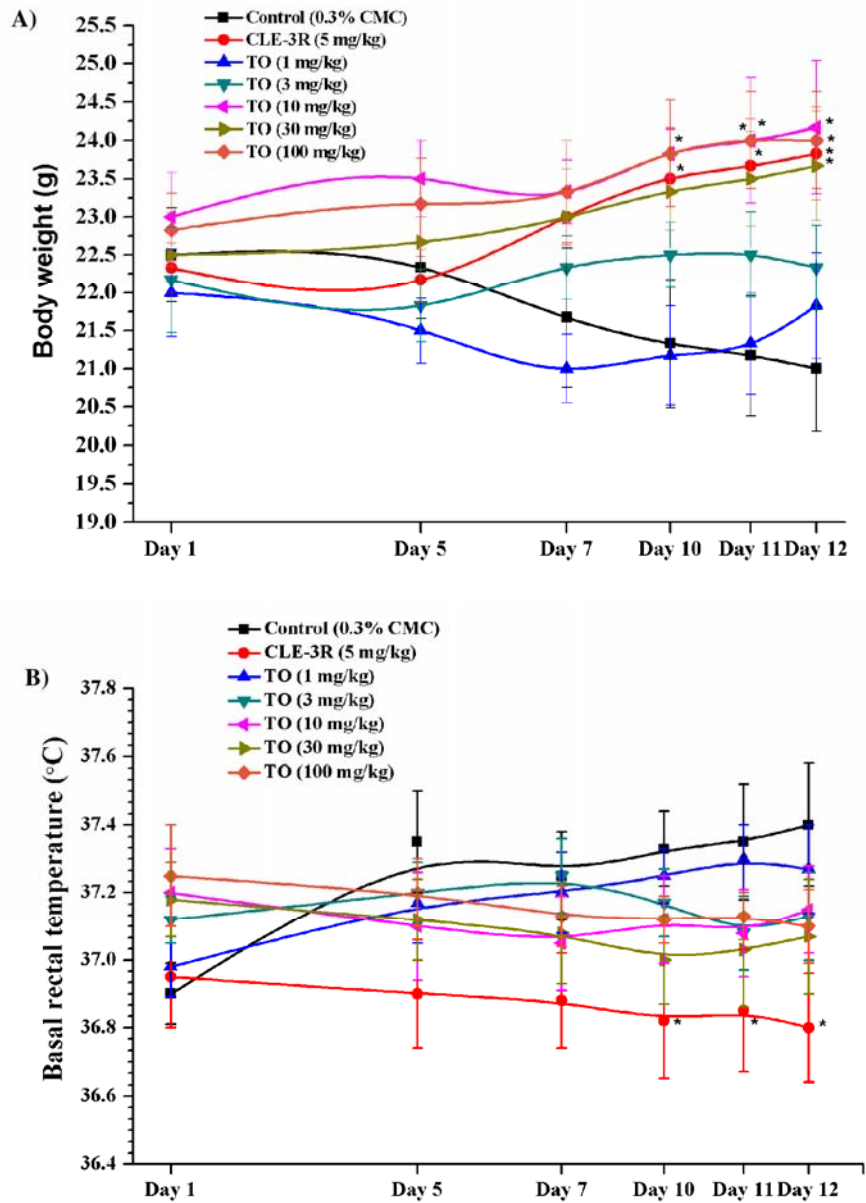 A)
Control (0.3% CMC)
CLE-3R (5 mg/kg)
TO (1 mg/kg)
TO (3 mg/kg)
TO (10 mg/kg)
TO (30 mg/kg)
TO (100 mg/kg)
Body weight (g)
25.5
25.0
24.5
24.0
23.5
23.0
22.5
22.0
21.5
21.0
20.5
20.0
19.5
19.0
* * * * * * * * *
Day 1 Day 5 Day 7 Day 10 Day 11 Day 12
B)
Control (0.3% CMC)
CLE-3R (5 mg/kg)
TO (1 mg/kg)
TO (3 mg/kg)
TO (10 mg/kg)
TO (30 mg/kg)
TO (100 mg/kg)
Basal rectal temperature (°C)
37.8
37.6
37.4
37.2
37.0
36.8
36.6
36.4
* * *
Day 1 Day 5 Day 7 Day 10 Day 11 Day 12